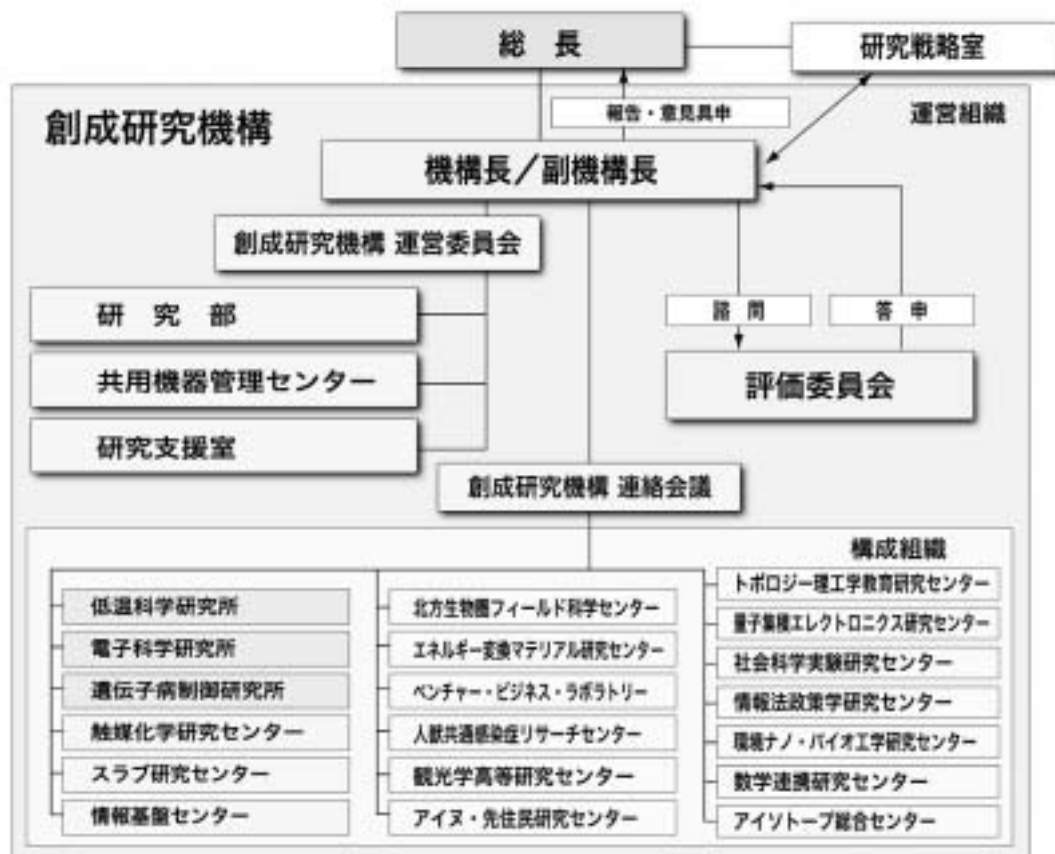 総 長
研究戦略室
創成研究機構
報告・意見具申
運営組織
機構長／副機構長
創成研究機構 運営委員会
研 究 部
共用機器管理センター
研究支援室
諮 問
答 申
評価委員会
創成研究機構 連絡会議
構成組織
低温科学研究所
電子科学研究所
遺伝子病制御研究所
触媒化学研究センター
スラブ研究センター
情報基盤センター
北方生物圏フィールド科学センター
エネルギー変換マテリアル研究センター
ベンチャー・ビジネス・ラボラトリー
人獣共通感染症リサーチセンター
観光学高等研究センター
アイヌ・先住民研究センター
トポロジー理工学教育研究センター
量子集積エレクトロニクス研究センター
社会科学実験研究センター
情報法政策学研究センター
環境ナノ・バイオ工学研究センター
数学連携研究センター
アイソトープ総合センター